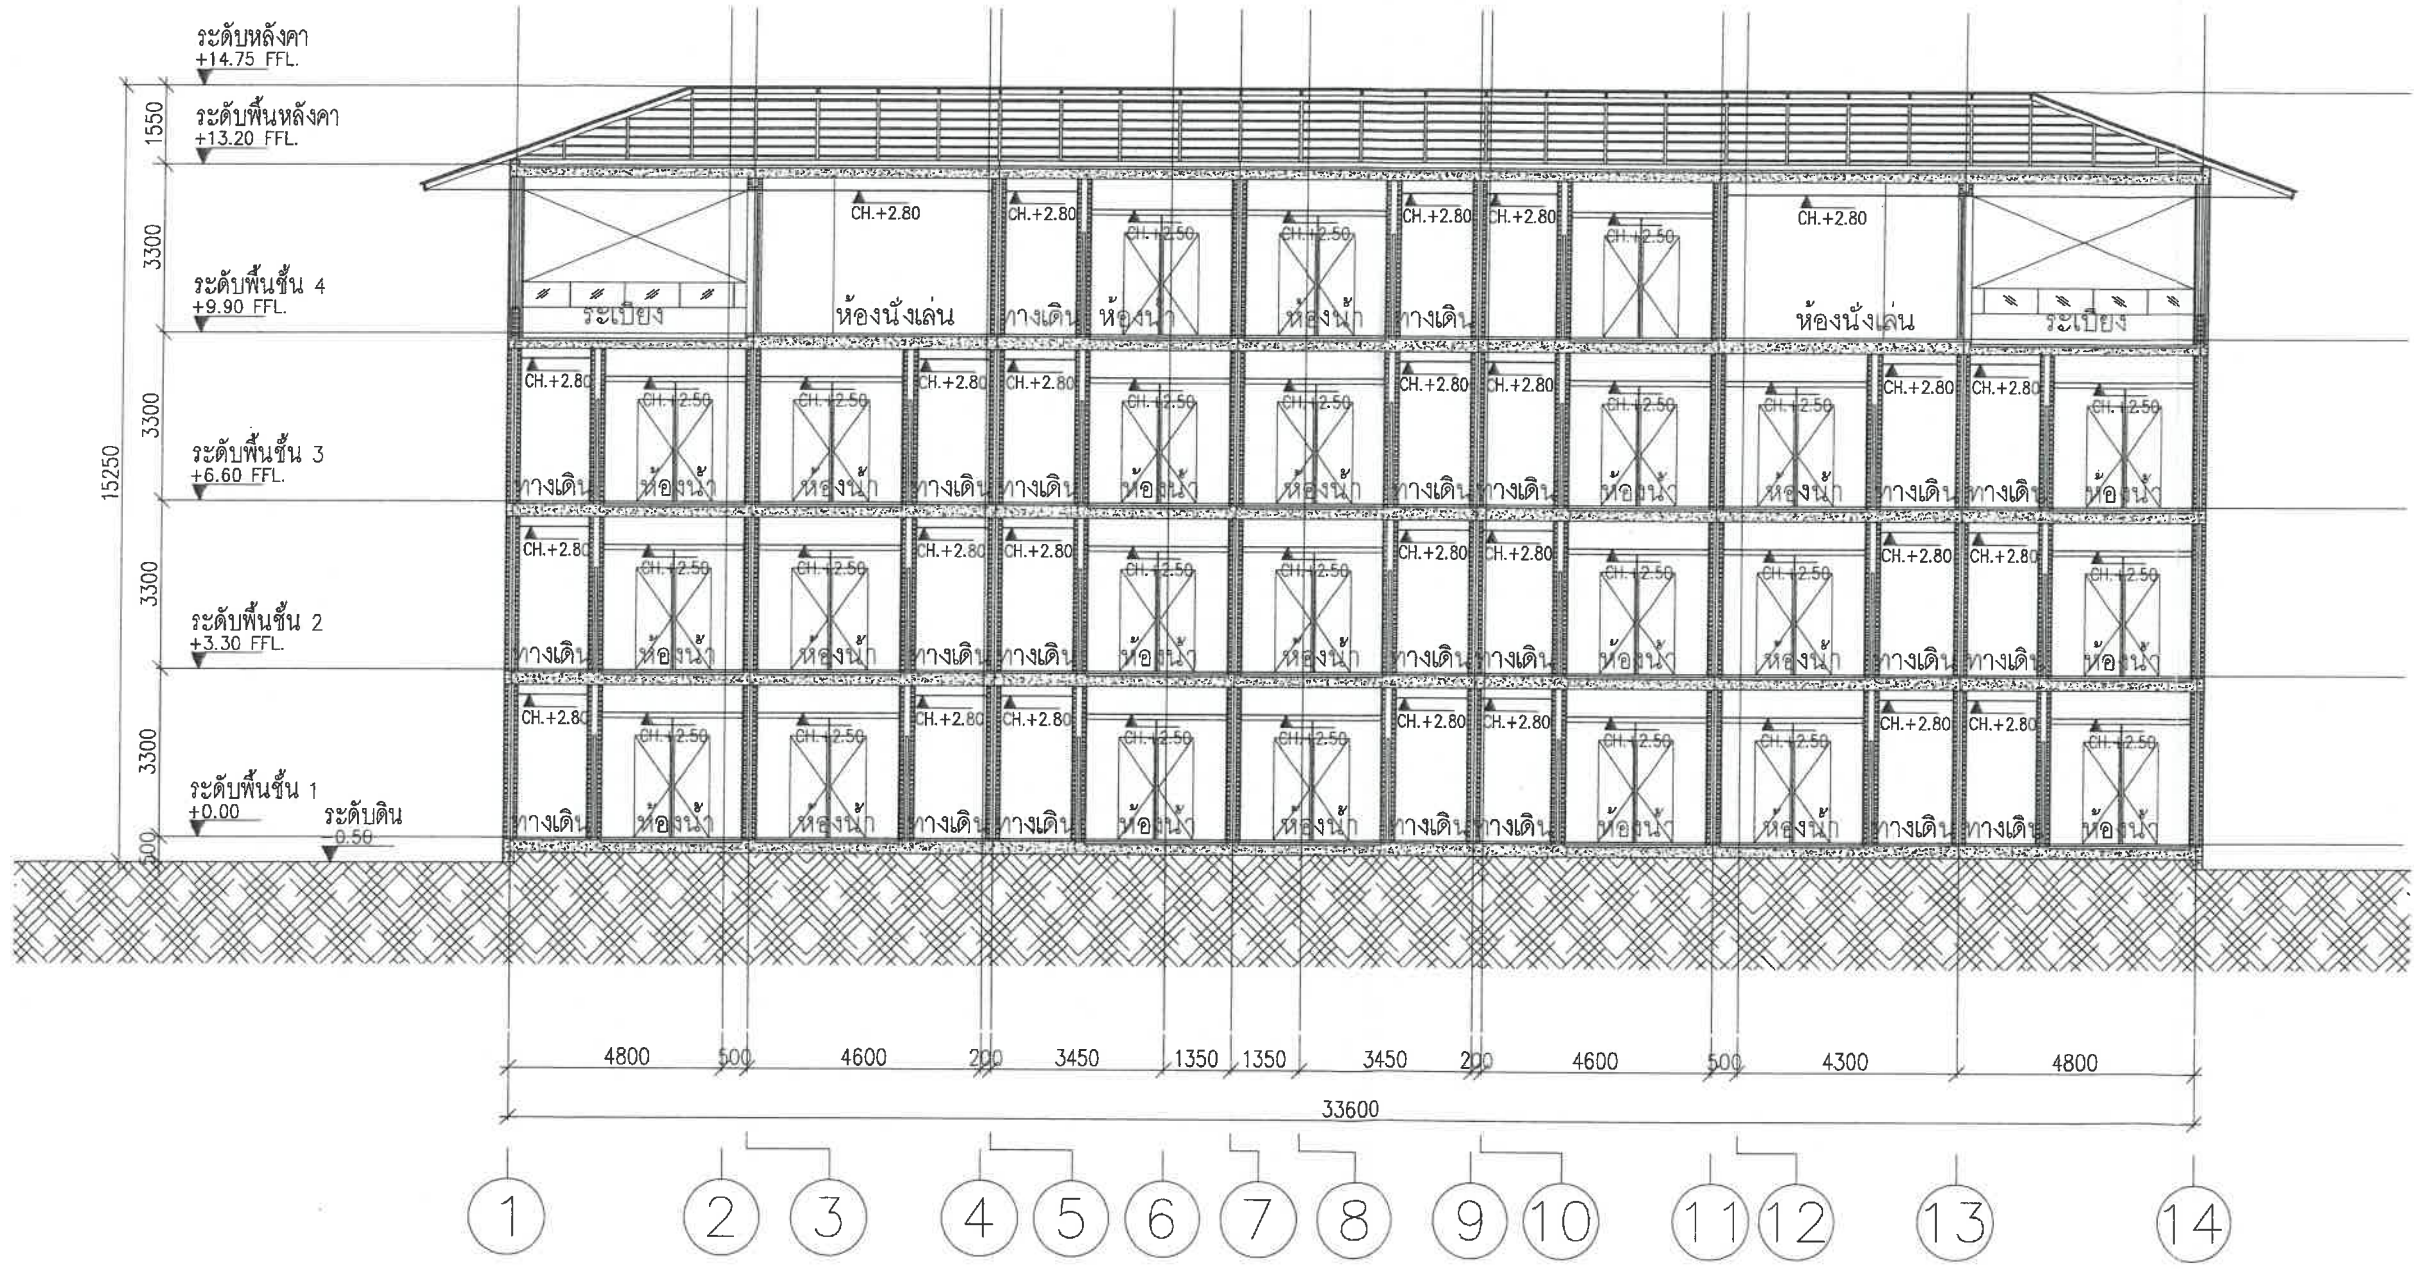 ระดับหลังคา
+14.75 FFL.
ระดับพื้นหลังคา
+13.20 FFL.
1550
CH.+2.80 CH.+2.80 CH.+2.50 CH.+2.50 CH.+2.80 CH.+2.80 CH.+2.50 CH.+2.80
3300
ระดับพื้นชั้น 4
+9.90 FFL.
ระเบียง ห้องนั่งเล่น ทางเดิน ห้องน้ำ ห้องน้ำ ทางเดิน ห้องนั่งเล่น ระเบียง
CH.+2.80 CH.+2.50 CH.+2.50 CH.+2.80 CH.+2.80 CH.+2.50 CH.+2.50 CH.+2.80 CH.+2.80 CH.+2.50 CH.+2.50 CH.+2.80 CH.+2.80 CH.+2.50
3300
15250
ระดับพื้นชั้น 3
+6.60 FFL.
ทางเดิน ห้องน้ำ ห้องน้ำ ทางเดิน ทางเดิน ห้องน้ำ ห้องน้ำ ทางเดิน ทางเดิน ห้องน้ำ ห้องน้ำ ทางเดิน ทางเดิน ห้องน้ำ
CH.+2.80 CH.+2.50 CH.+2.50 CH.+2.80 CH.+2.80 CH.+2.50 CH.+2.50 CH.+2.80 CH.+2.80 CH.+2.50 CH.+2.50 CH.+2.80 CH.+2.80 CH.+2.50
3300
ระดับพื้นชั้น 2
+3.30 FFL.
ทางเดิน ห้องน้ำ ห้องน้ำ ทางเดิน ทางเดิน ห้องน้ำ ห้องน้ำ ทางเดิน ทางเดิน ห้องน้ำ ห้องน้ำ ทางเดิน ทางเดิน ห้องน้ำ
CH.+2.80 CH.+2.50 CH.+2.50 CH.+2.80 CH.+2.80 CH.+2.50 CH.+2.50 CH.+2.80 CH.+2.80 CH.+2.50 CH.+2.50 CH.+2.80 CH.+2.80 CH.+2.50
3300
ระดับพื้นชั้น 1
+0.00
ระดับดิน
-0.50
500
ทางเดิน ห้องน้ำ ห้องน้ำ ทางเดิน ทางเดิน ห้องน้ำ ห้องน้ำ ทางเดิน ทางเดิน ห้องน้ำ ห้องน้ำ ทางเดิน ทางเดิน ห้องน้ำ
4800 500 4600 200 3450 1350 1350 3450 200 4600 500 4300 4800
33600
1 2 3 4 5 6 7 8 9 10 11 12 13 14